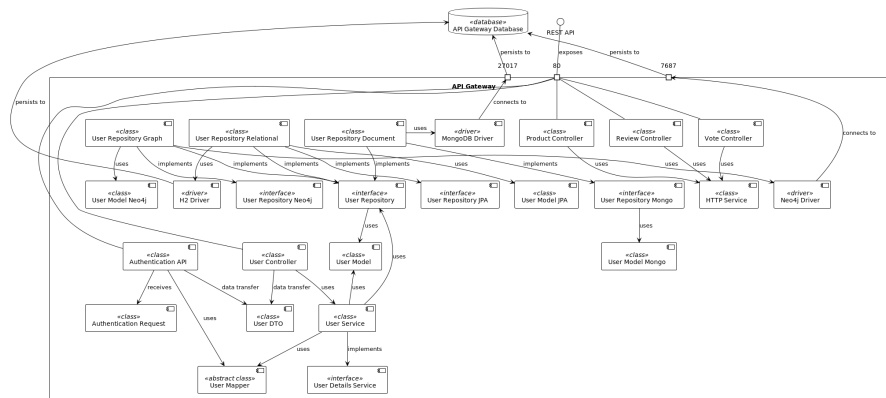 «database»
API Gateway Database
REST API
persists to
exposes
persists to
27017
80
7687
API Gateway
persists to
connects to
connects to
«class»
User Repository Graph
«class»
User Repository Relational
«class»
User Repository Document
uses
«driver»
MongoDB Driver
«class»
Product Controller
«class»
Review Controller
«class»
Vote Controller
uses
implements
uses
implements
implements
implements
uses
uses
implements
uses
uses
uses
«class»
User Model Neo4j
«driver»
H2 Driver
«interface»
User Repository Neo4j
«interface»
User Repository
«interface»
User Repository JPA
«class»
User Model JPA
«interface»
User Repository Mongo
«class»
HTTP Service
«driver»
Neo4j Driver
uses
uses
«class»
Authentication API
«class»
User Controller
«class»
User Model
«class»
User Model Mongo
uses
receives
data transfer
data transfer
uses
uses
«class»
Authentication Request
uses
«class»
User DTO
«class»
User Service
uses
implements
«abstract class»
User Mapper
«interface»
User Details Service